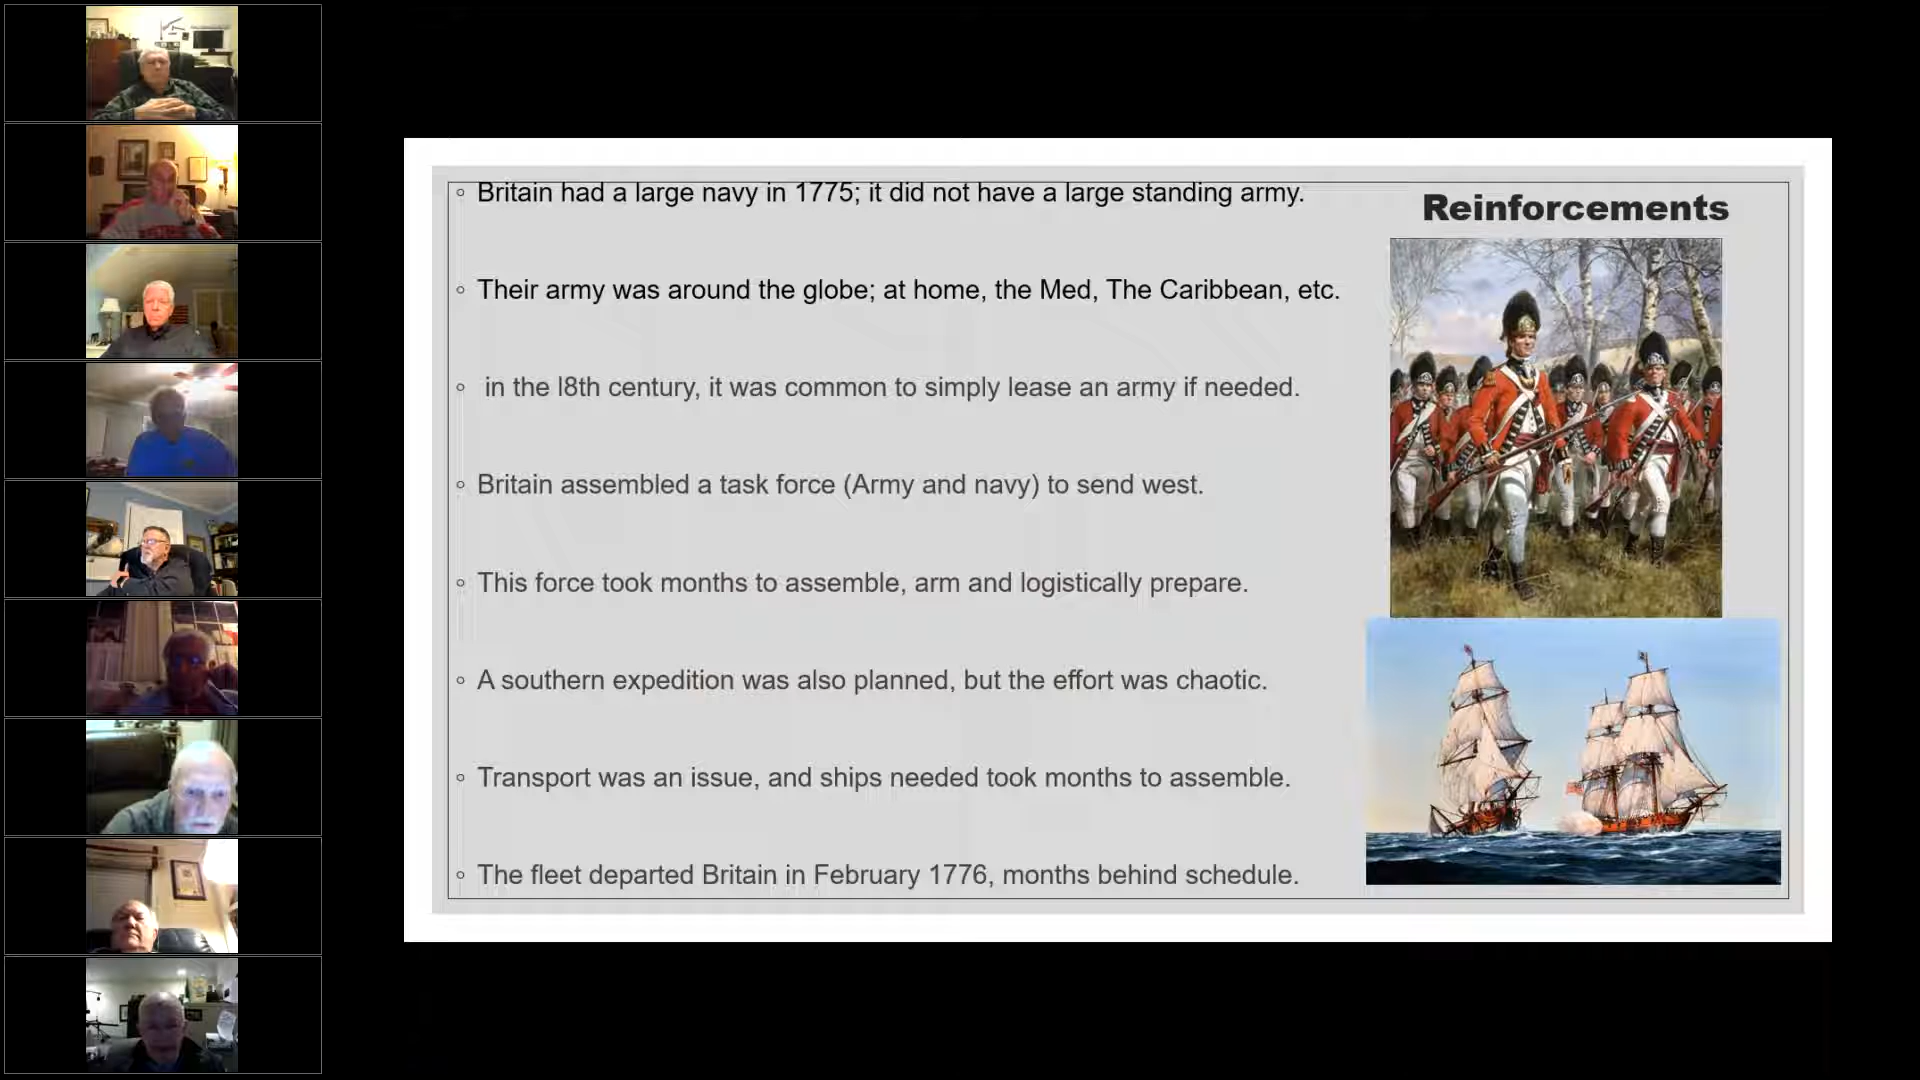 Reinforcements
Britain had a large navy in 1775; it did not have a large standing army.
Their army was around the globe; at home, the Med, The Caribbean, etc.
in the l8th century, it was common to simply lease an army if needed.
Britain assembled a task force (Army and navy) to send west.
This force took months to assemble, arm and logistically prepare.
A southern expedition was also planned, but the effort was chaotic.
Transport was an issue, and ships needed took months to assemble.
The fleet departed Britain in February 1776, months behind schedule.